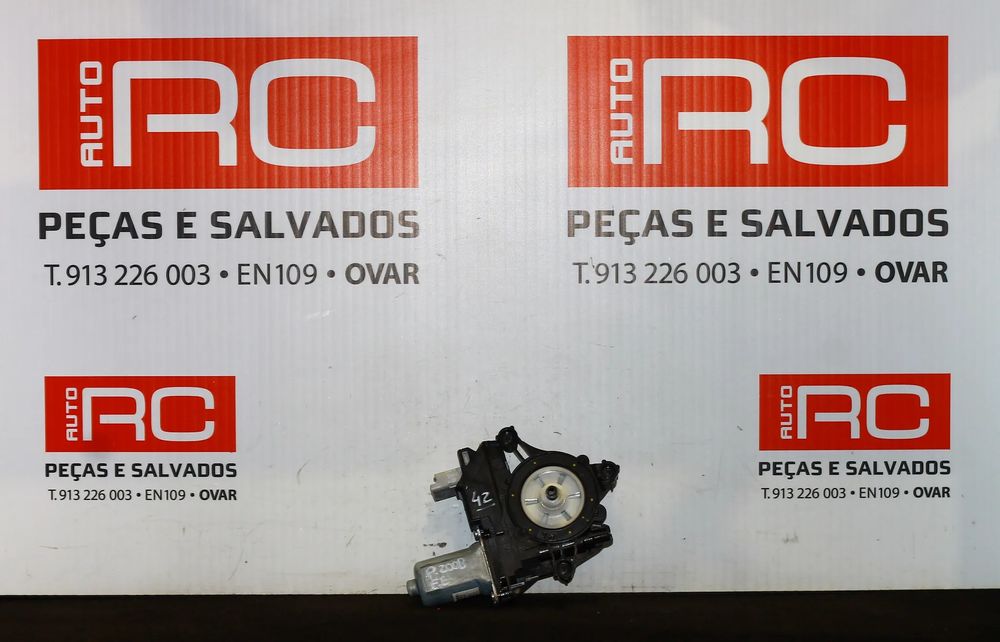 AUTO RC
PEÇAS E SALVADOS
T. 913 226 003 • EN109 • OVAR
AUTO RC
PEÇAS E SALVADOS
T. 913 226 003 • EN109 • OVAR
AUTO RC
PEÇAS E SALVADOS
T. 913 226 003 • EN109 • OVAR
AUTO RC
PEÇAS E SALVADOS
T. 913 226 003 • EN109 • OVAR
42
P.2008